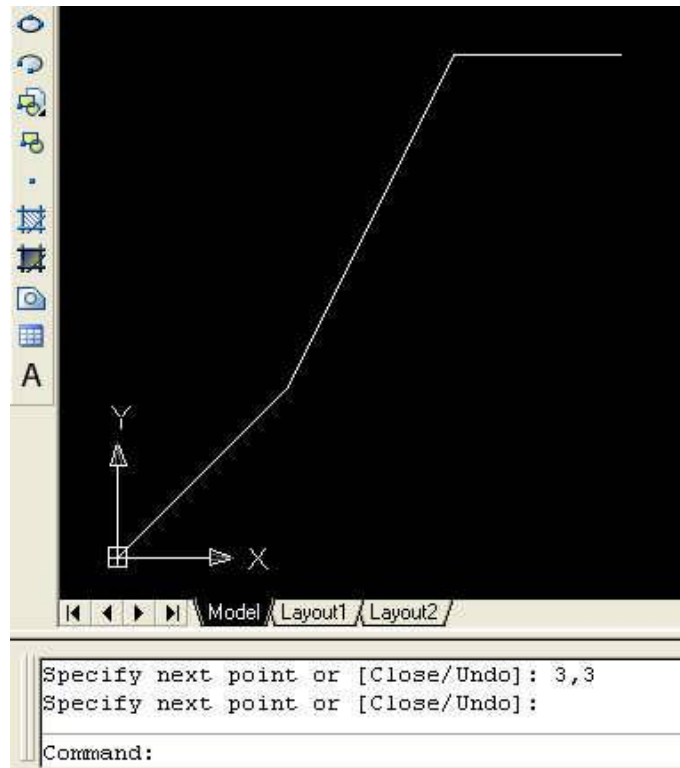 A
Y
X
Model Layout1 Layout2
Specify next point or [Close/Undo]: 3,3
Specify next point or [Close/Undo]:
Command: